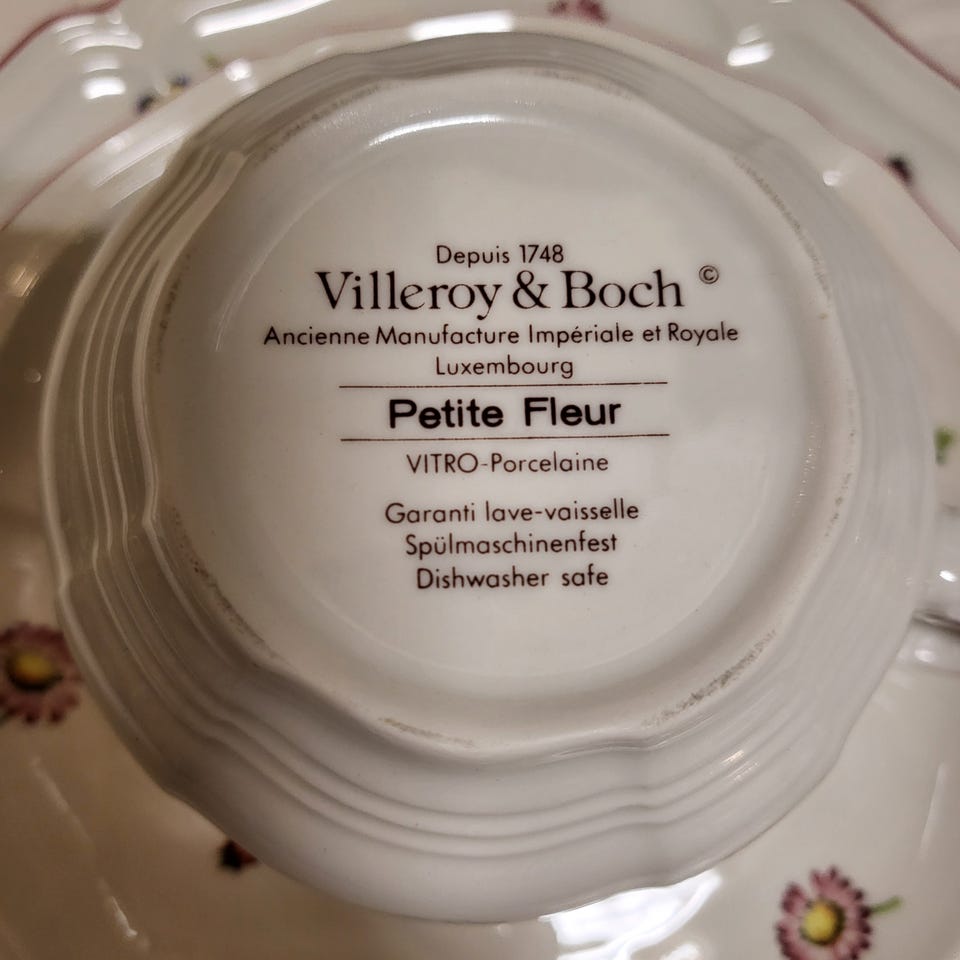 Depuis 1748
Villeroy & Boch ©
Ancienne Manufacture Impériale et Royale
Luxembourg
Petite Fleur
VITRO-Porcelaine
Garanti lave-vaisselle
Spülmaschinenfest
Dishwasher safe